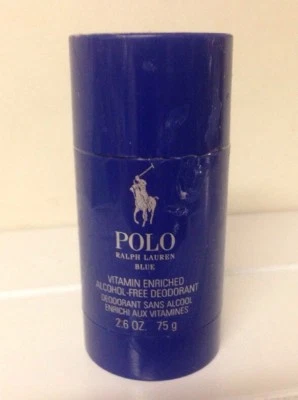 POLO
RALPH LAUREN
BLUE
VITAMIN ENRICHED
ALCOHOL-FREE DEODORANT
DEODORANT SANS ALCOOL
ENRICHI AUX VITAMINES
2.6 OZ. 75 g